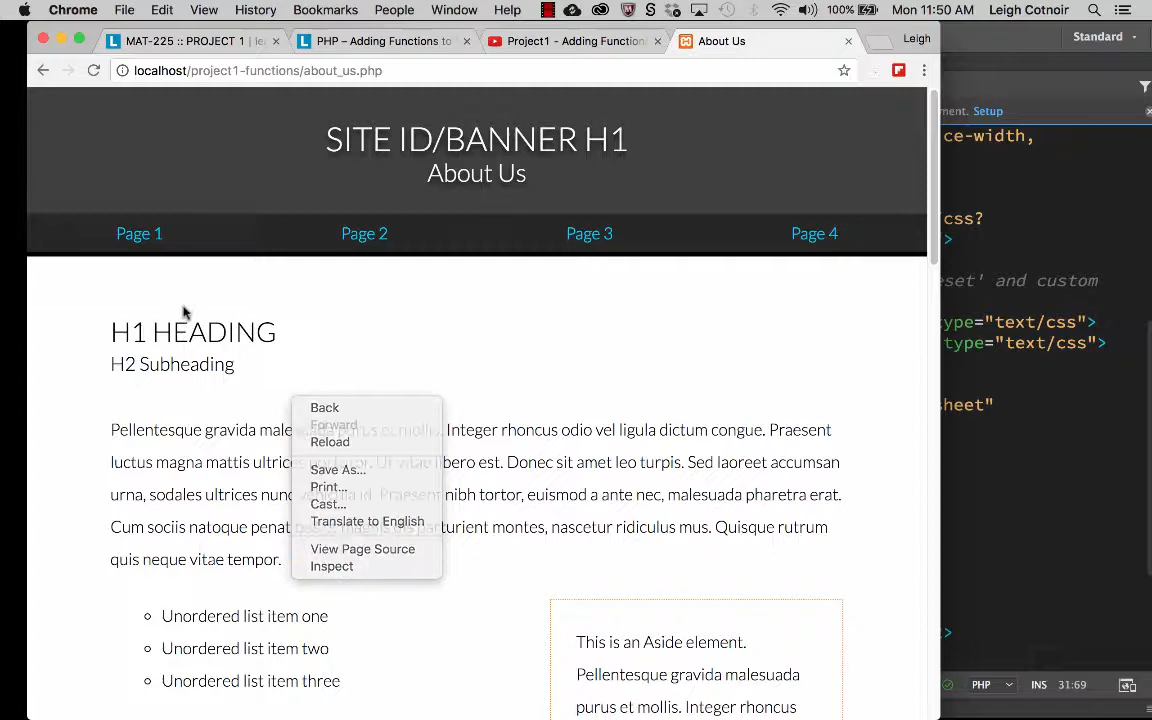 Chrome File Edit View History Bookmarks People Window Help 100% Mon 11:50 AM Leigh Cotnoir
MAT-225 :: PROJECT 1 | le PHP – Adding Functions to Project1 - Adding Function About Us Leigh Standard
localhost/project1-functions/about_us.php
ment. Setup
SITE ID/BANNER H1
ce-width,
About Us
css?
Page 1 Page 2 Page 3 Page 4
>
eset' and custom
H1 HEADING
type="text/css">
type="text/css">
H2 Subheading
heet"
Back
Forward
Reload
Save As...
Print...
Cast...
Translate to English
View Page Source
Inspect
Pellentesque gravida male Integer rhoncus odio vel ligula dictum congue. Praesent
luctus magna mattis ultrices libero est. Donec sit amet leo turpis. Sed laoreet accumsan
urna, sodales ultrices nunc nibh tortor, euismod a ante nec, malesuada pharetra erat.
Cum sociis natoque penat parturient montes, nascetur ridiculus mus. Quisque rutrum
quis neque vitae tempor.
Unordered list item one
Unordered list item two
Unordered list item three
This is an Aside element.
Pellentesque gravida malesuada
purus et mollis. Integer rhoncus
>
PHP INS 31:69